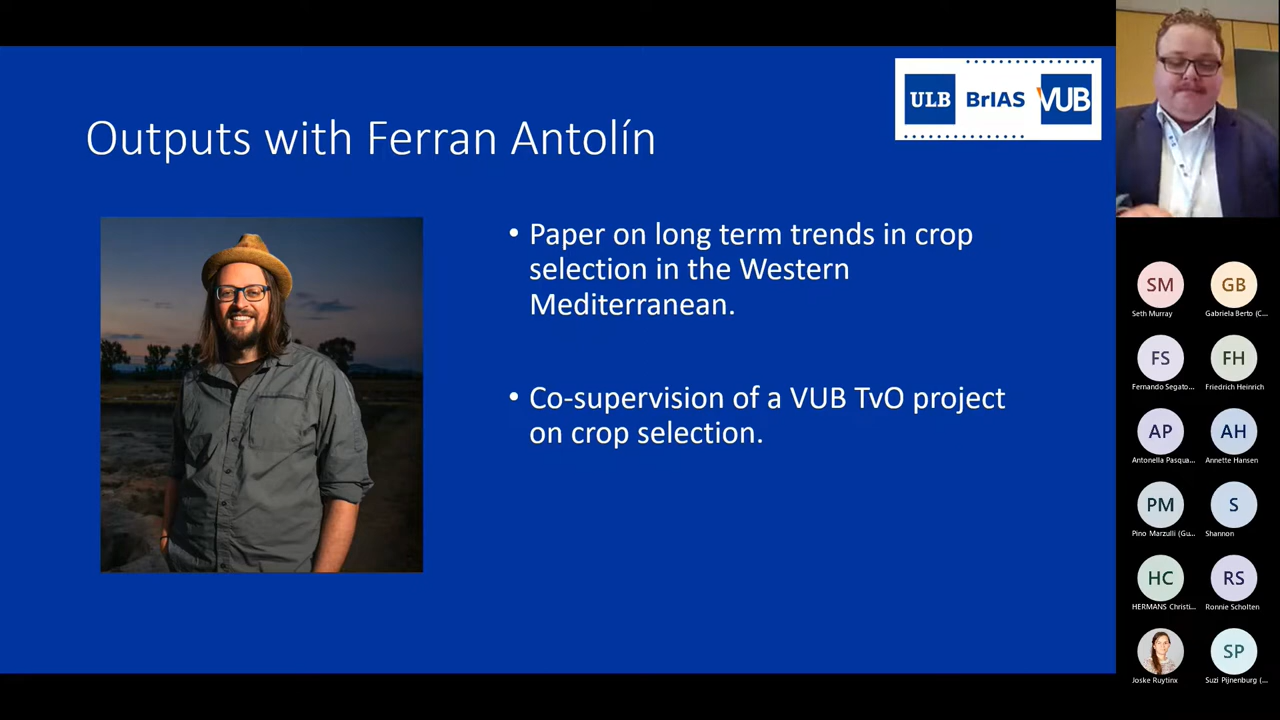 Outputs with Ferran Antolín
ULB BrIAS VUB
• Paper on long term trends in crop
selection in the Western
Mediterranean.
• Co-supervision of a VUB TvO project
on crop selection.
SM GB
Seth Murray Gabriela Berto (C...
FS FH
Fernando Segato... Friedrich Heinrich
AP AH
Antonella Pasqua... Annette Hansen
PM S
Pino Marzulli (Gu... Shannon
HC RS
HERMANS Christi... Ronnie Scholten
SP
Joske Ruytinx Suzi Pijnenburg (...